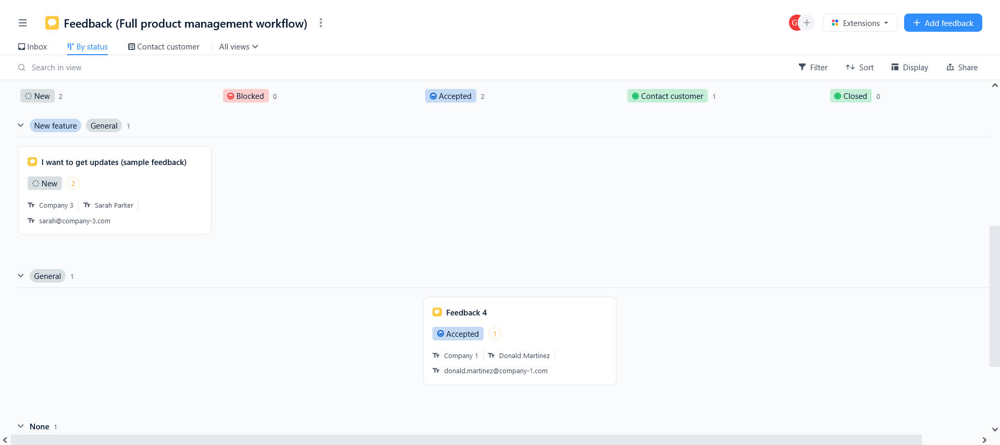 Feedback (Full product management workflow)
Extensions
Add feedback
Inbox
By status
Contact customer
All views
Search in view
Filter
Sort
Display
Share
New 2
Blocked 0
Accepted 2
Contact customer 1
Closed 0
New feature General 1
I want to get updates (sample feedback)
New 2
Company 3 Sarah Parker
sarah@company-3.com
General 1
Feedback 4
Accepted 1
Company 1 Donald Martinez
donald.martinez@company-1.com
None 1